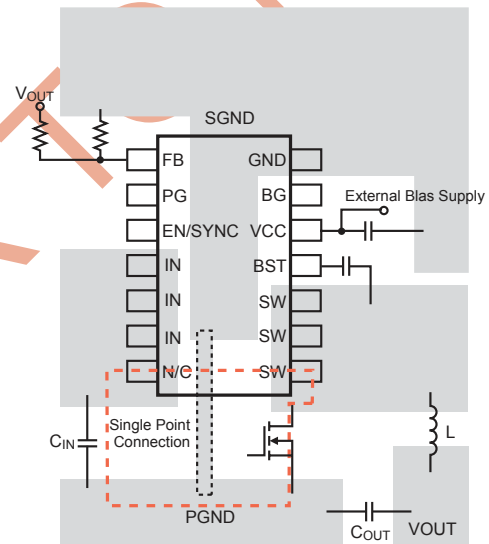 VOUT
SGND
FB
GND
PG
BG
External Blas Supply
EN/SYNC
VCC
IN
BST
IN
SW
IN
SW
N/C
SW
CIN
Single Point
Connection
L
PGND
COUT
VOUT